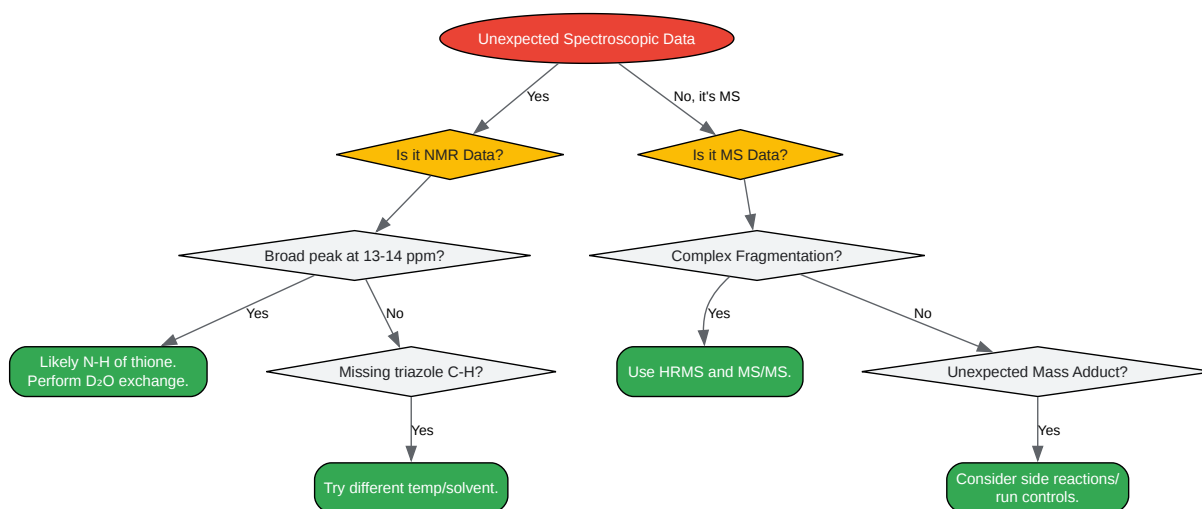 Unexpected Spectroscopic Data
Yes
No, it's MS
Is it NMR Data?
Is it MS Data?
Broad peak at 13-14 ppm?
Complex Fragmentation?
Yes
No
Yes
No
Likely N-H of thione.
Perform D₂O exchange.
Missing triazole C-H?
Use HRMS and MS/MS.
Unexpected Mass Adduct?
Yes
Yes
Try different temp/solvent.
Consider side reactions/
run controls.